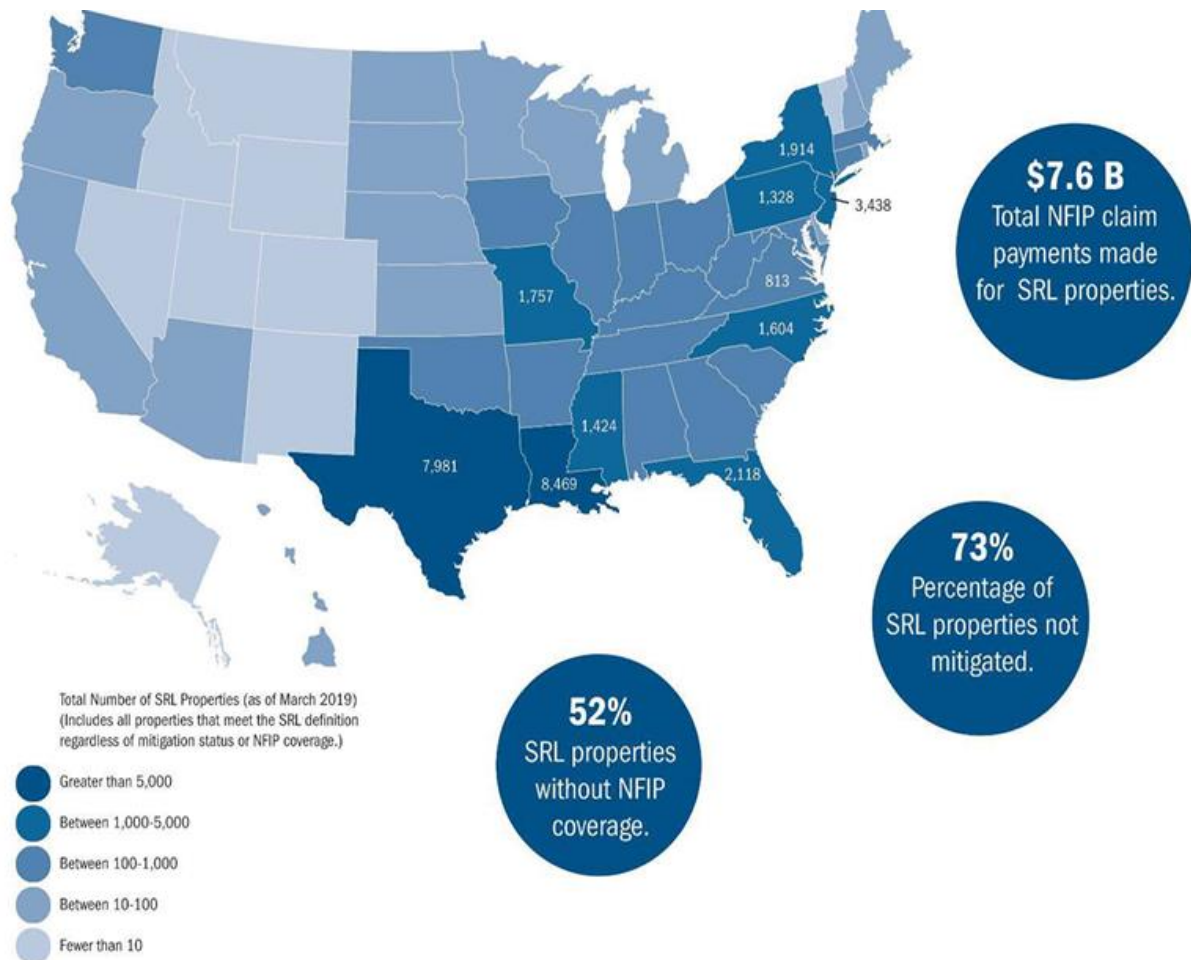 1,914
1,328
3,438
1,757
813
1,604
1,424
7,981
8,469
2,118
$7.6 B
Total NFIP claim
payments made
for SRL properties.
73%
Percentage of
SRL properties not
mitigated.
52%
SRL properties
without NFIP
coverage.
Total Number of SRL Properties (as of March 2019)
(Includes all properties that meet the SRL definition
regardless of mitigation status or NFIP coverage.)
Greater than 5,000
Between 1,000-5,000
Between 100-1,000
Between 10-100
Fewer than 10